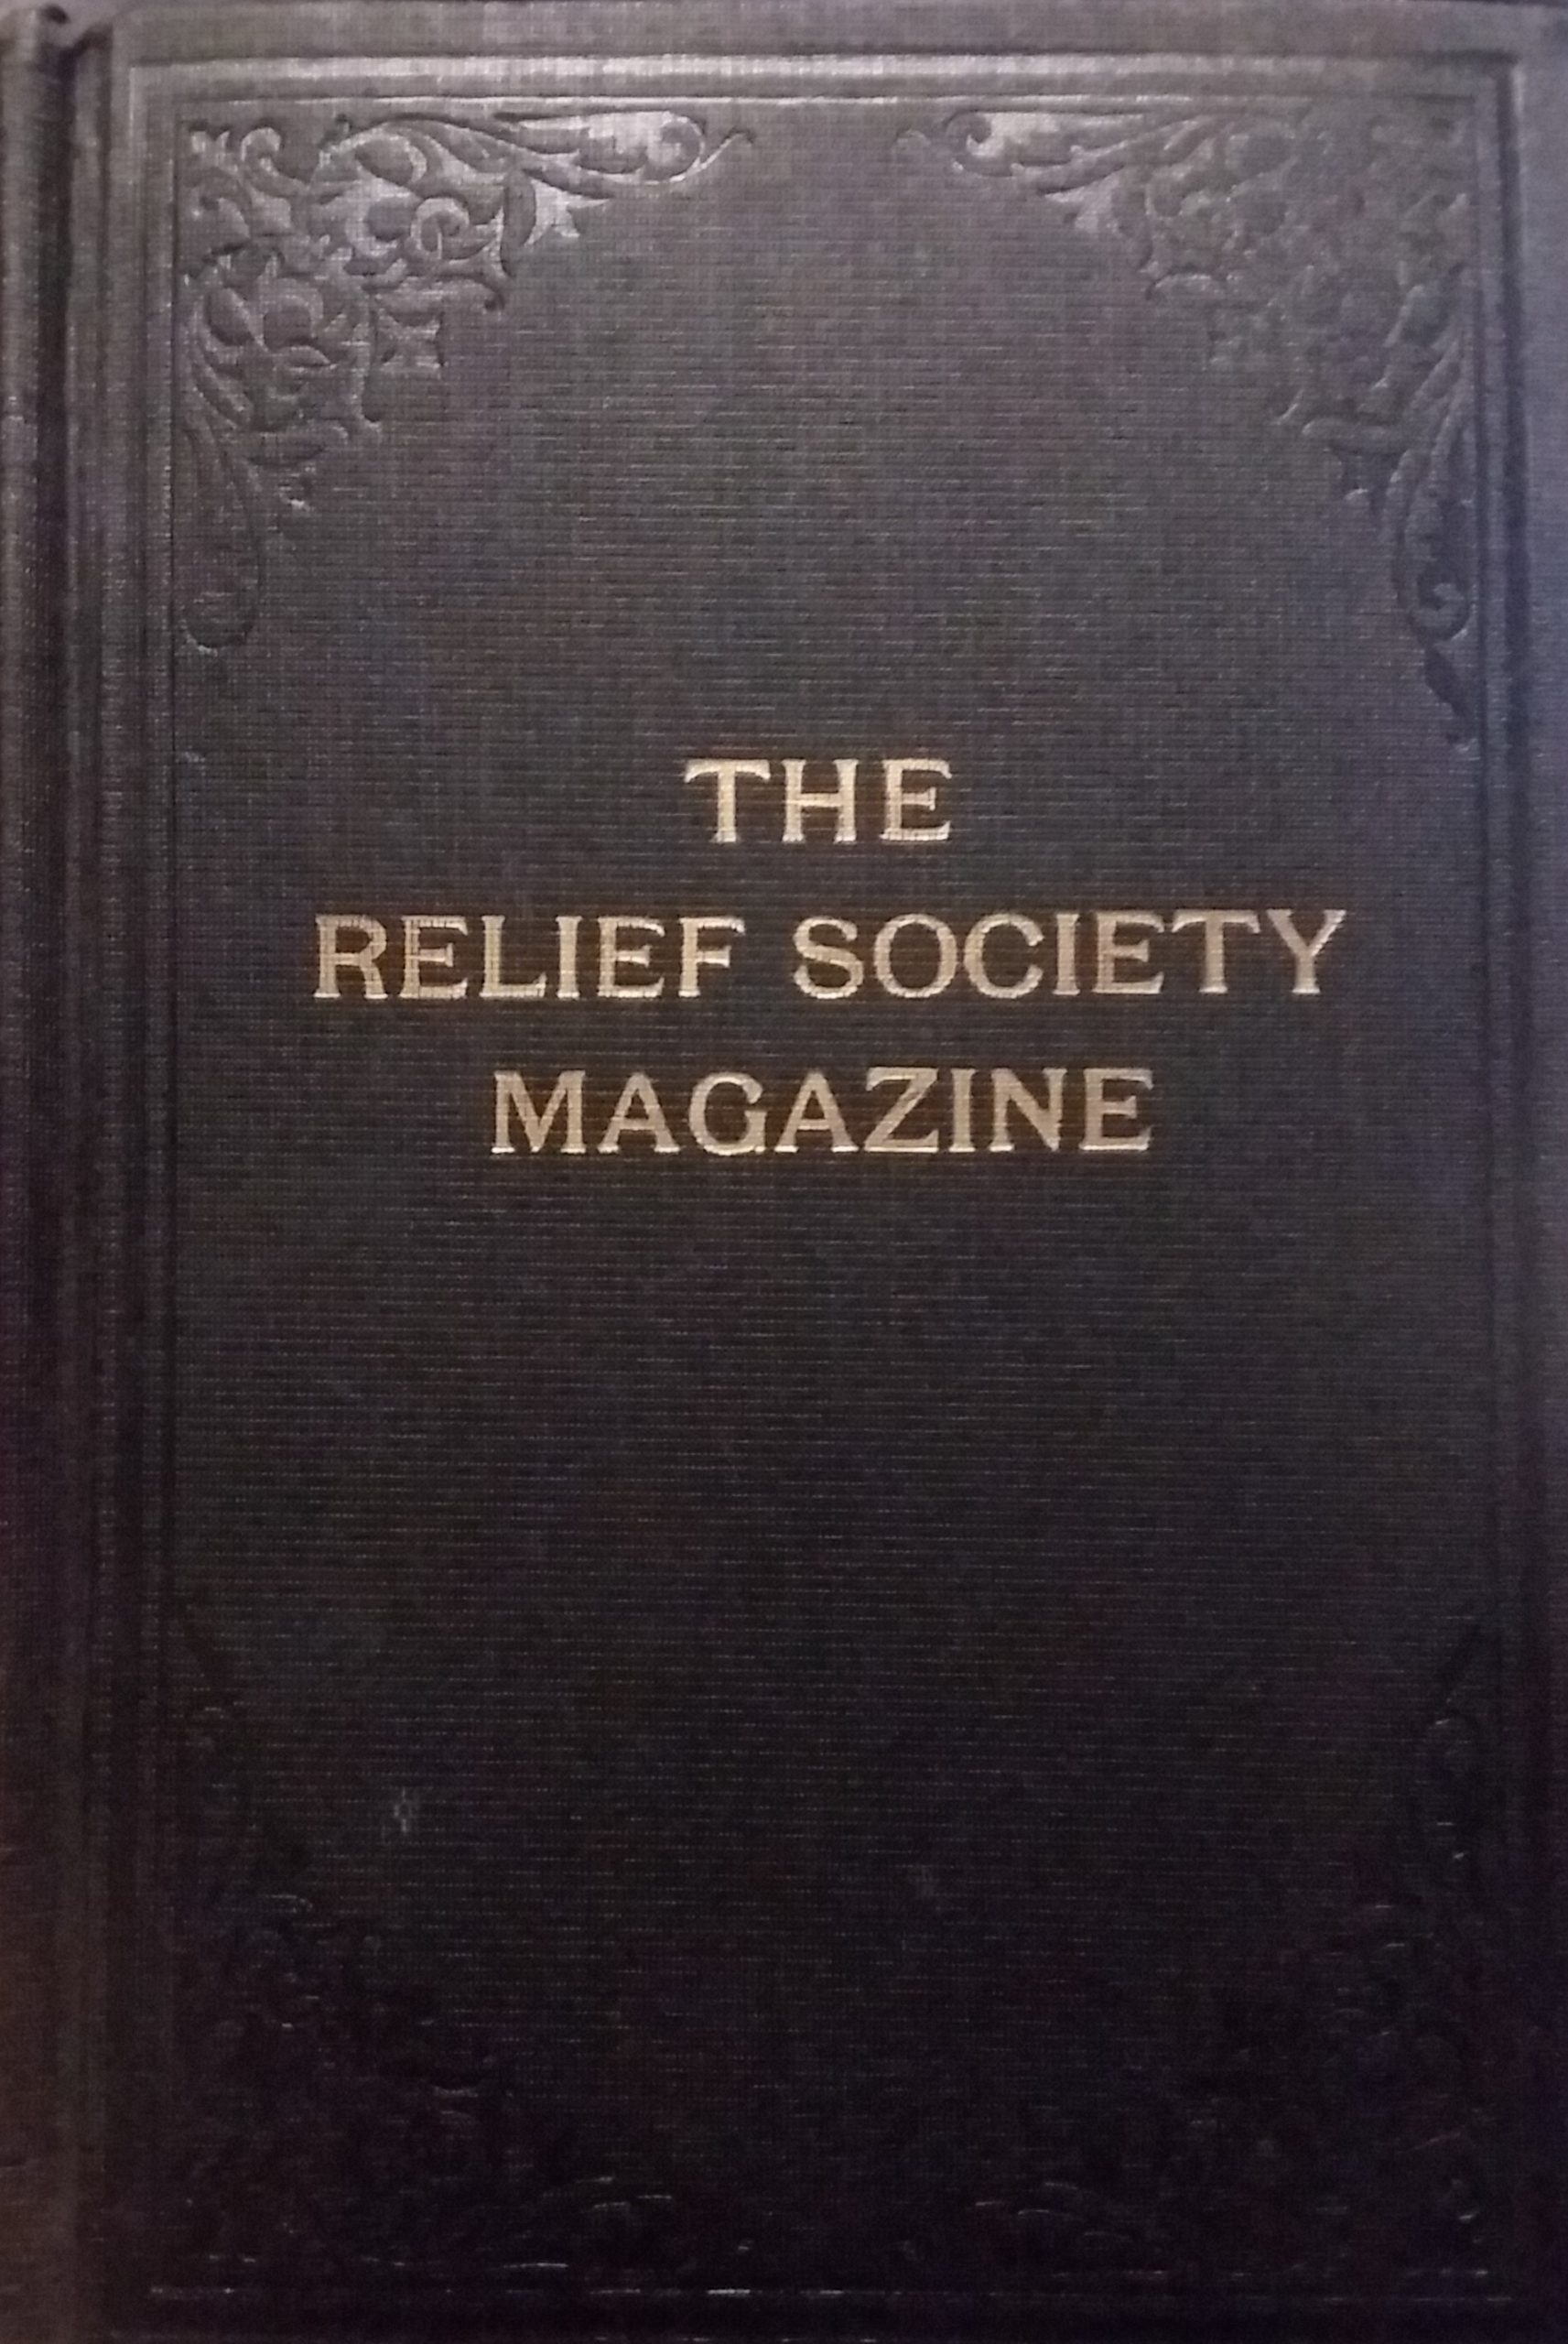 THE
RELIEF SOCIETY
MAGAZINE